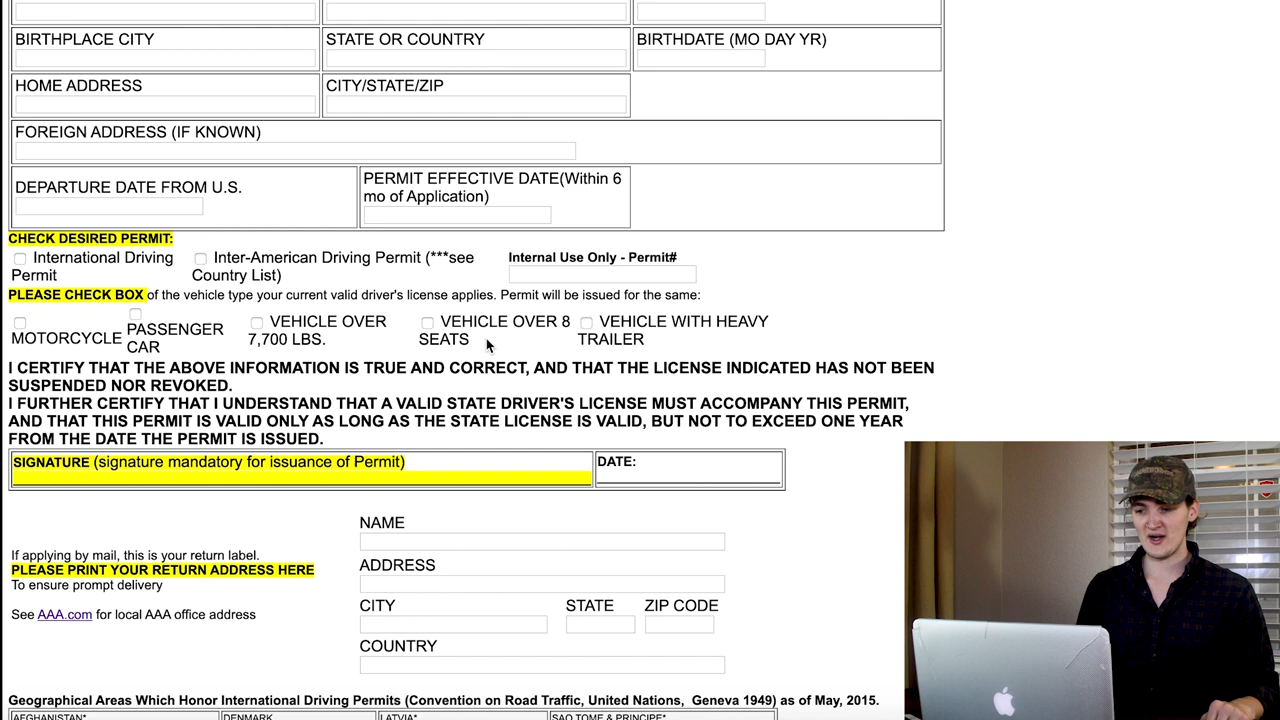 BIRTHPLACE CITY STATE OR COUNTRY BIRTHDATE (MO DAY YR)
HOME ADDRESS CITY/STATE/ZIP
FOREIGN ADDRESS (IF KNOWN)
DEPARTURE DATE FROM U.S.
PERMIT EFFECTIVE DATE(Within 6
mo of Application)
CHECK DESIRED PERMIT:
International Driving
Permit
Inter-American Driving Permit (***see
Country List)
Internal Use Only - Permit#
PLEASE CHECK BOX of the vehicle type your current valid driver's license applies. Permit will be issued for the same:
MOTORCYCLE
PASSENGER
CAR
VEHICLE OVER
7,700 LBS.
VEHICLE OVER 8
SEATS
VEHICLE WITH HEAVY
TRAILER
I CERTIFY THAT THE ABOVE INFORMATION IS TRUE AND CORRECT, AND THAT THE LICENSE INDICATED HAS NOT BEEN
SUSPENDED NOR REVOKED.
I FURTHER CERTIFY THAT I UNDERSTAND THAT A VALID STATE DRIVER'S LICENSE MUST ACCOMPANY THIS PERMIT,
AND THAT THIS PERMIT IS VALID ONLY AS LONG AS THE STATE LICENSE IS VALID, BUT NOT TO EXCEED ONE YEAR
FROM THE DATE THE PERMIT IS ISSUED.
SIGNATURE (signature mandatory for issuance of Permit) DATE:
If applying by mail, this is your return label.
PLEASE PRINT YOUR RETURN ADDRESS HERE
To ensure prompt delivery
See AAA.com for local AAA office address
NAME
ADDRESS
CITY STATE ZIP CODE
COUNTRY
Geographical Areas Which Honor International Driving Permits (Convention on Road Traffic, United Nations, Geneva 1949) as of May, 2015.
AFGHANISTAN* DENMARK LATVIA* SAO TOME & PRINCIPE*